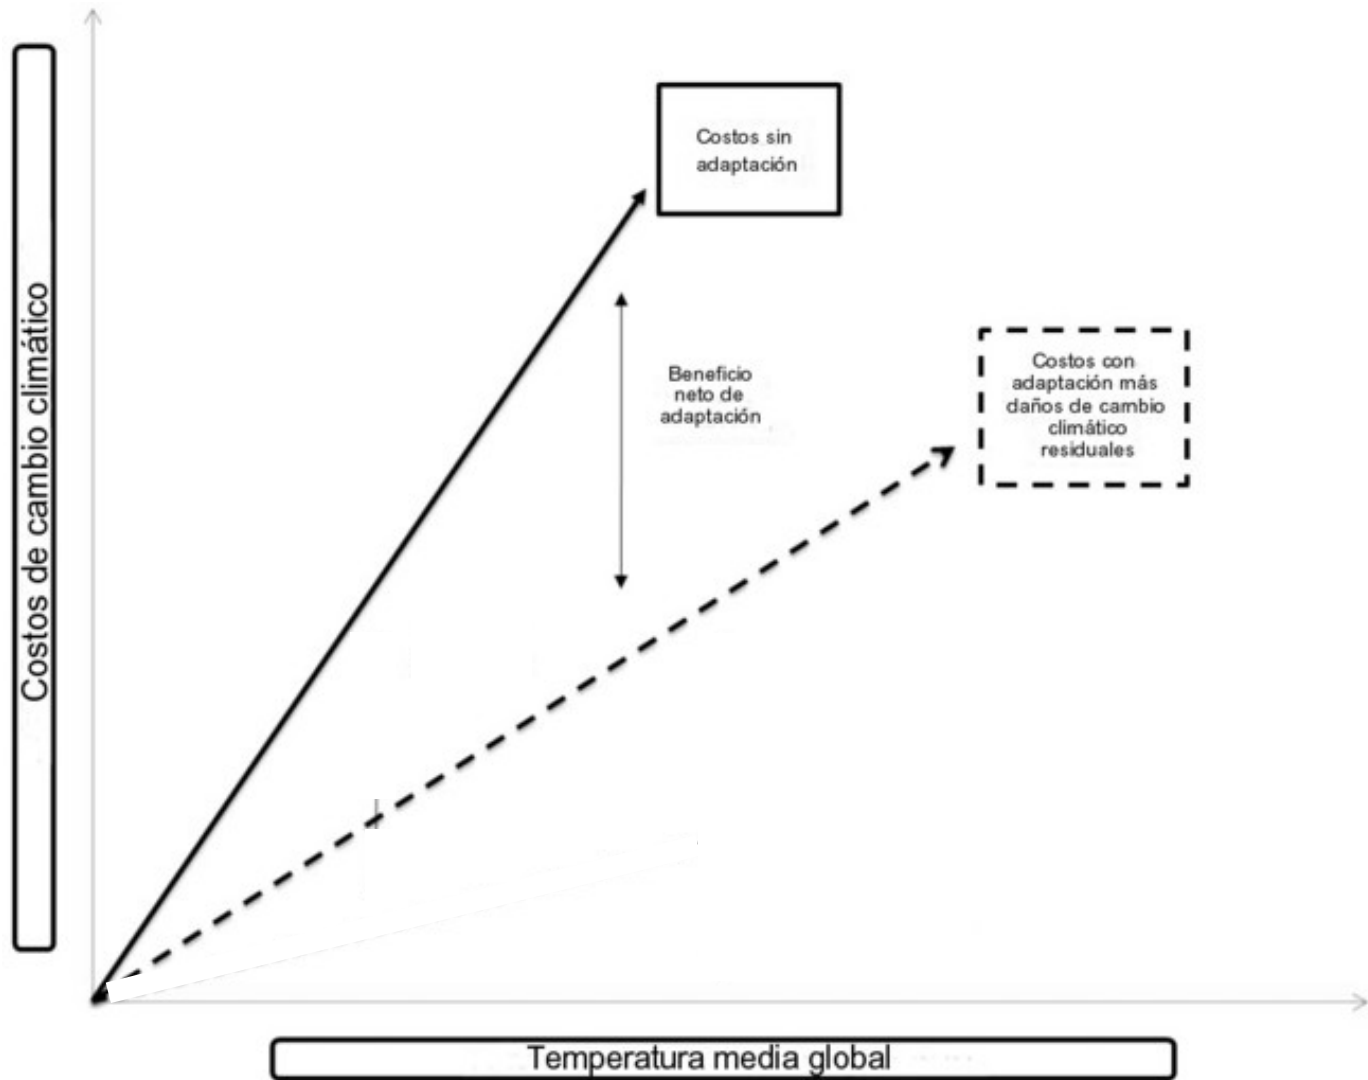 Costos de cambio climático
Costos sin
adaptación
Beneficio
neto de
adaptación
Costos con
adaptación más
daños de cambio
climático
residuales
Temperatura media global